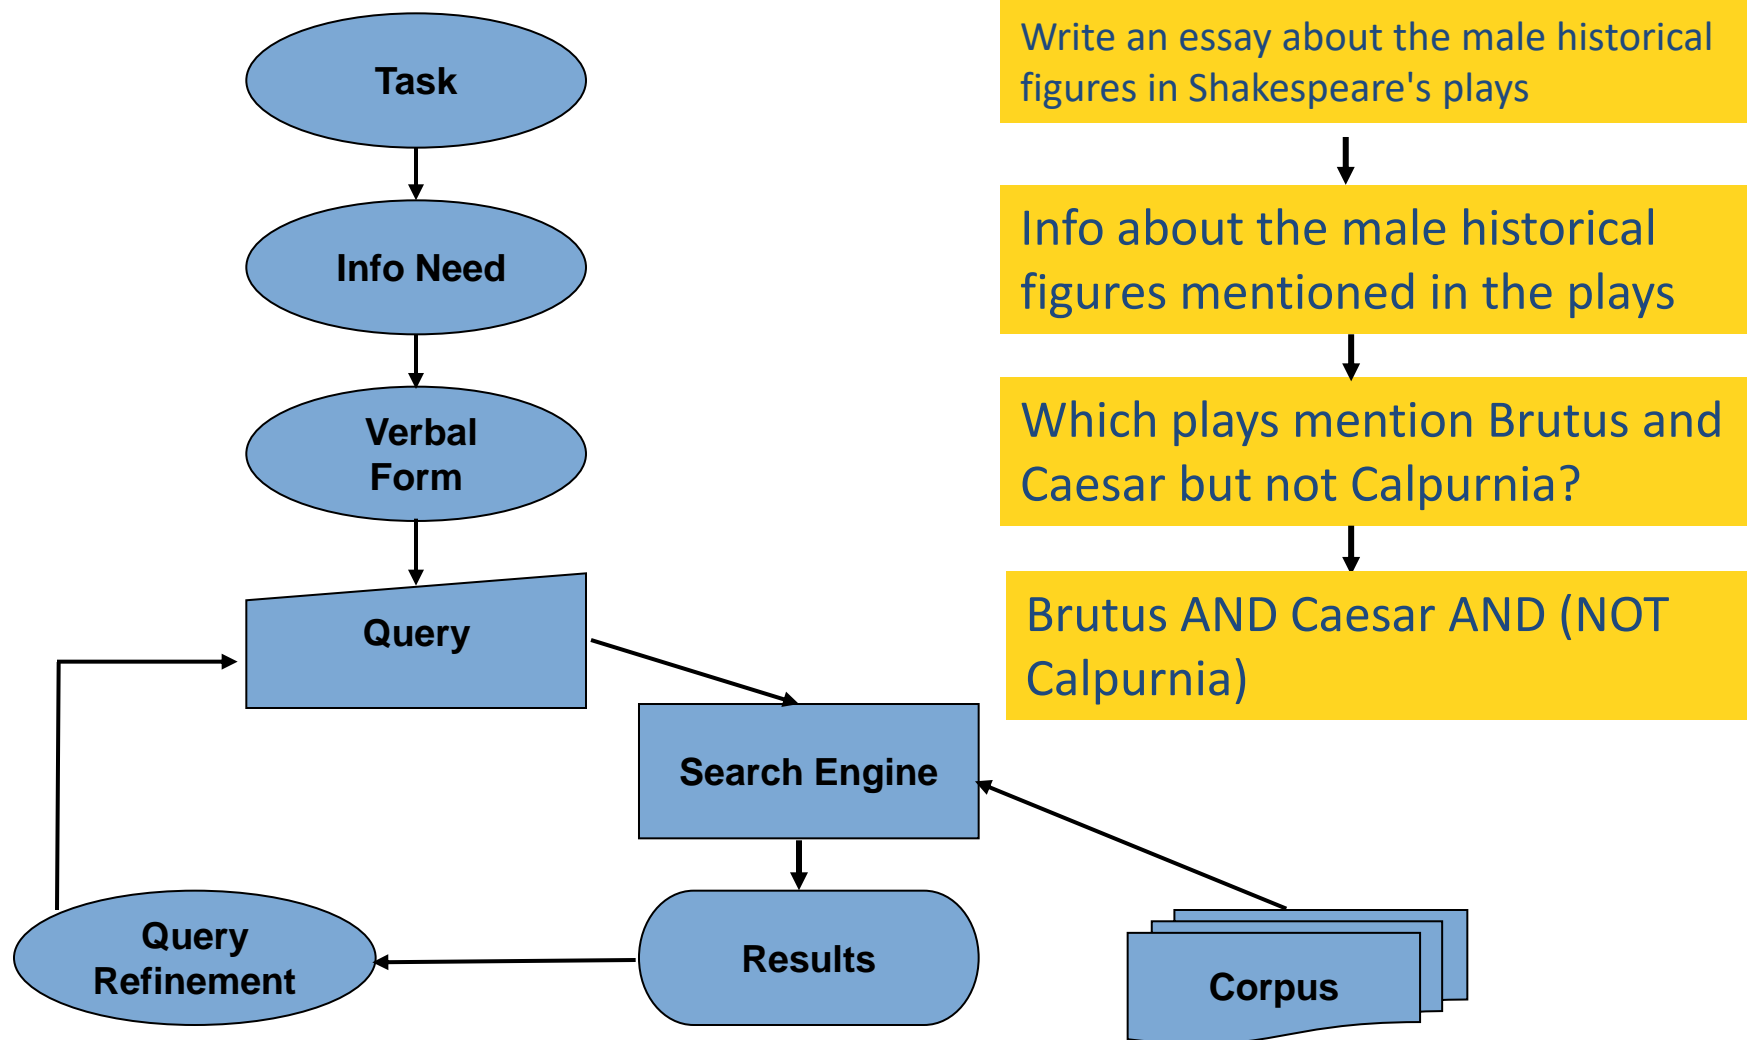 Task
Info Need
Verbal
Form
Query
Search Engine
Query
Refinement
Results
Corpus
Write an essay about the male historical
figures in Shakespeare's plays
Info about the male historical
figures mentioned in the plays
Which plays mention Brutus and
Caesar but not Calpurnia?
Brutus AND Caesar AND (NOT
Calpurnia)